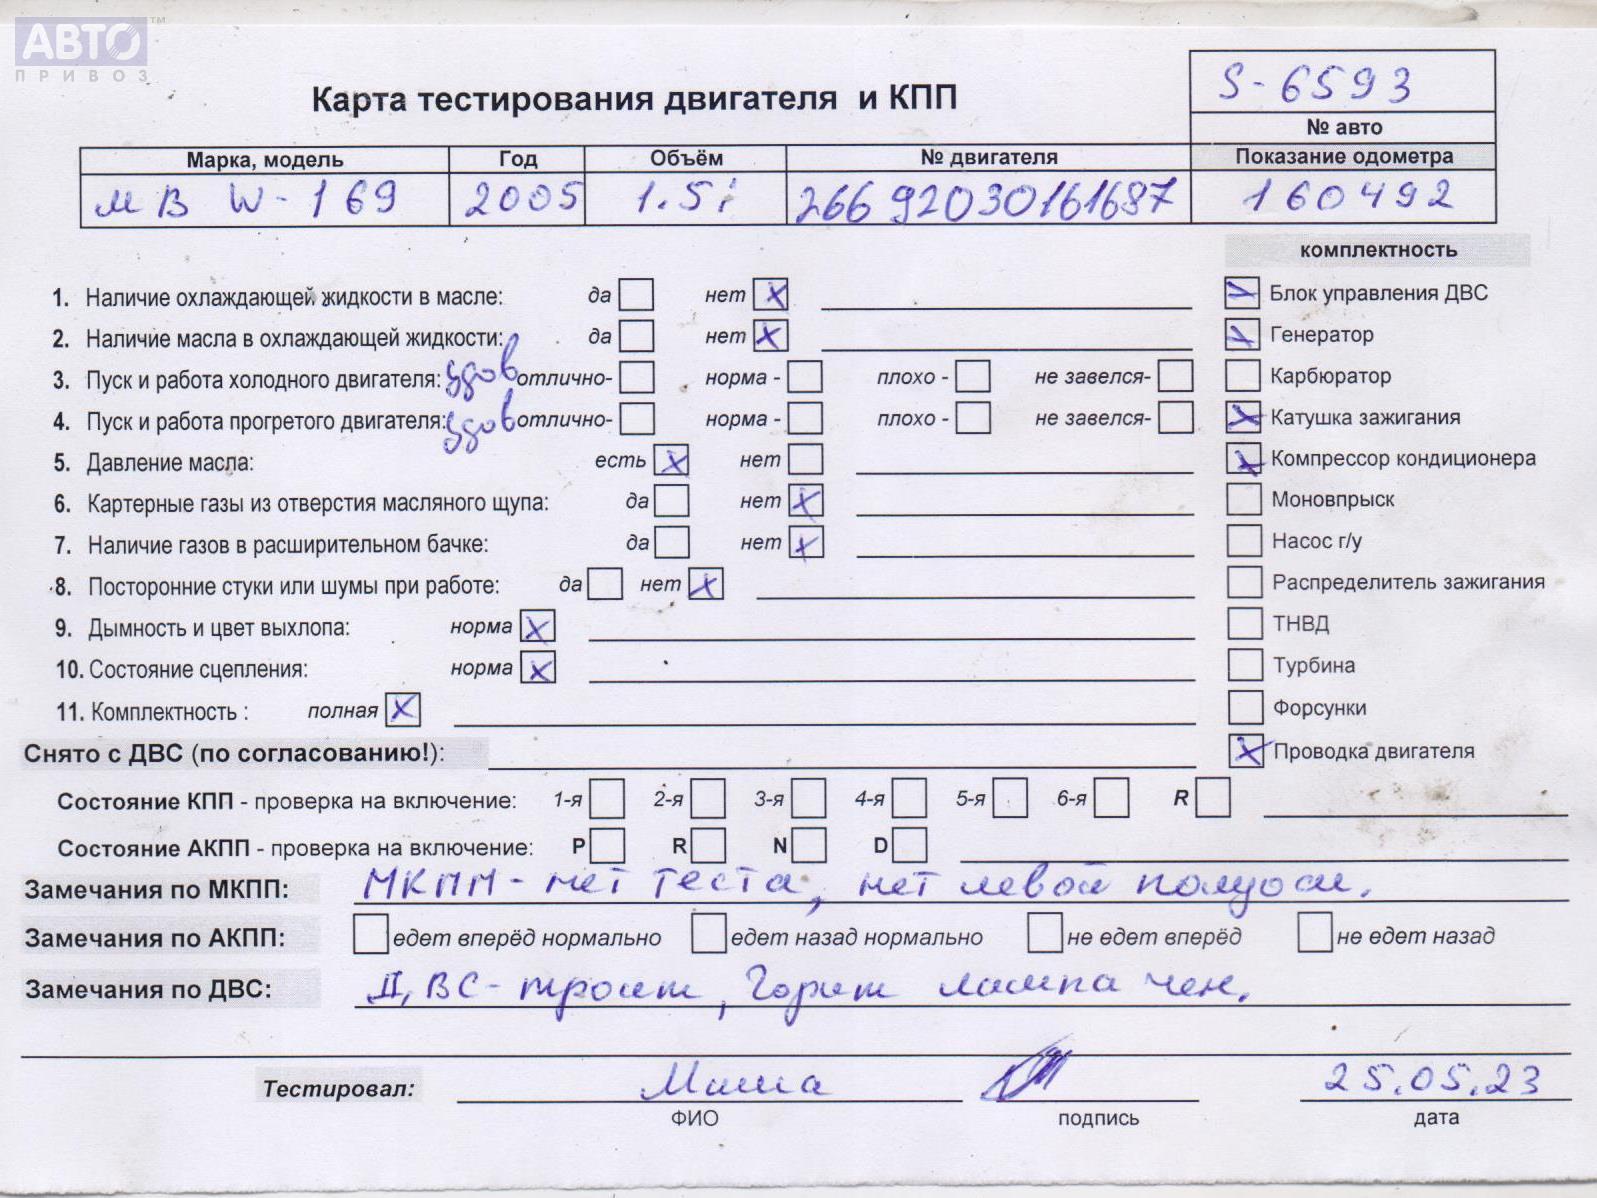 АВТО™
ПРИВОЗ
S-6593
Карта тестирования двигателя и КПП
№ авто
Марка, модель Год Объём № двигателя Показание одометра
МВ W-169 2005 1.5i 26692030161687 160492
комплектность
1. Наличие охлаждающей жидкости в масле: да нет X Блок управления ДВС
2. Наличие масла в охлаждающей жидкости: да нет X Генератор
3. Пуск и работа холодного двигателя: удов отлично- норма - плохо - не завелся- Карбюратор
4. Пуск и работа прогретого двигателя: удов отлично- норма - плохо - не завелся- X Катушка зажигания
5. Давление масла: есть X нет X Компрессор кондиционера
6. Картерные газы из отверстия масляного щупа: да нет X Моновпрыск
7. Наличие газов в расширительном бачке: да нет X Насос г/у
8. Посторонние стуки или шумы при работе: да нет X Распределитель зажигания
9. Дымность и цвет выхлопа: норма X ТНВД
10. Состояние сцепления: норма X Турбина
11. Комплектность : полная X Форсунки
Снято с ДВС (по согласованию!): X Проводка двигателя
Состояние КПП - проверка на включение: 1-я 2-я 3-я 4-я 5-я 6-я R
Состояние АКПП - проверка на включение: P R N D
Замечания по МКПП: МКПП - нет теста, нет левой полуоси.
Замечания по АКПП: едет вперёд нормально едет назад нормально не едет вперёд не едет назад
Замечания по ДВС: ДВС - троит, Горит лампа чек.
Тестировал: Миша 25.05.23
ФИО подпись дата